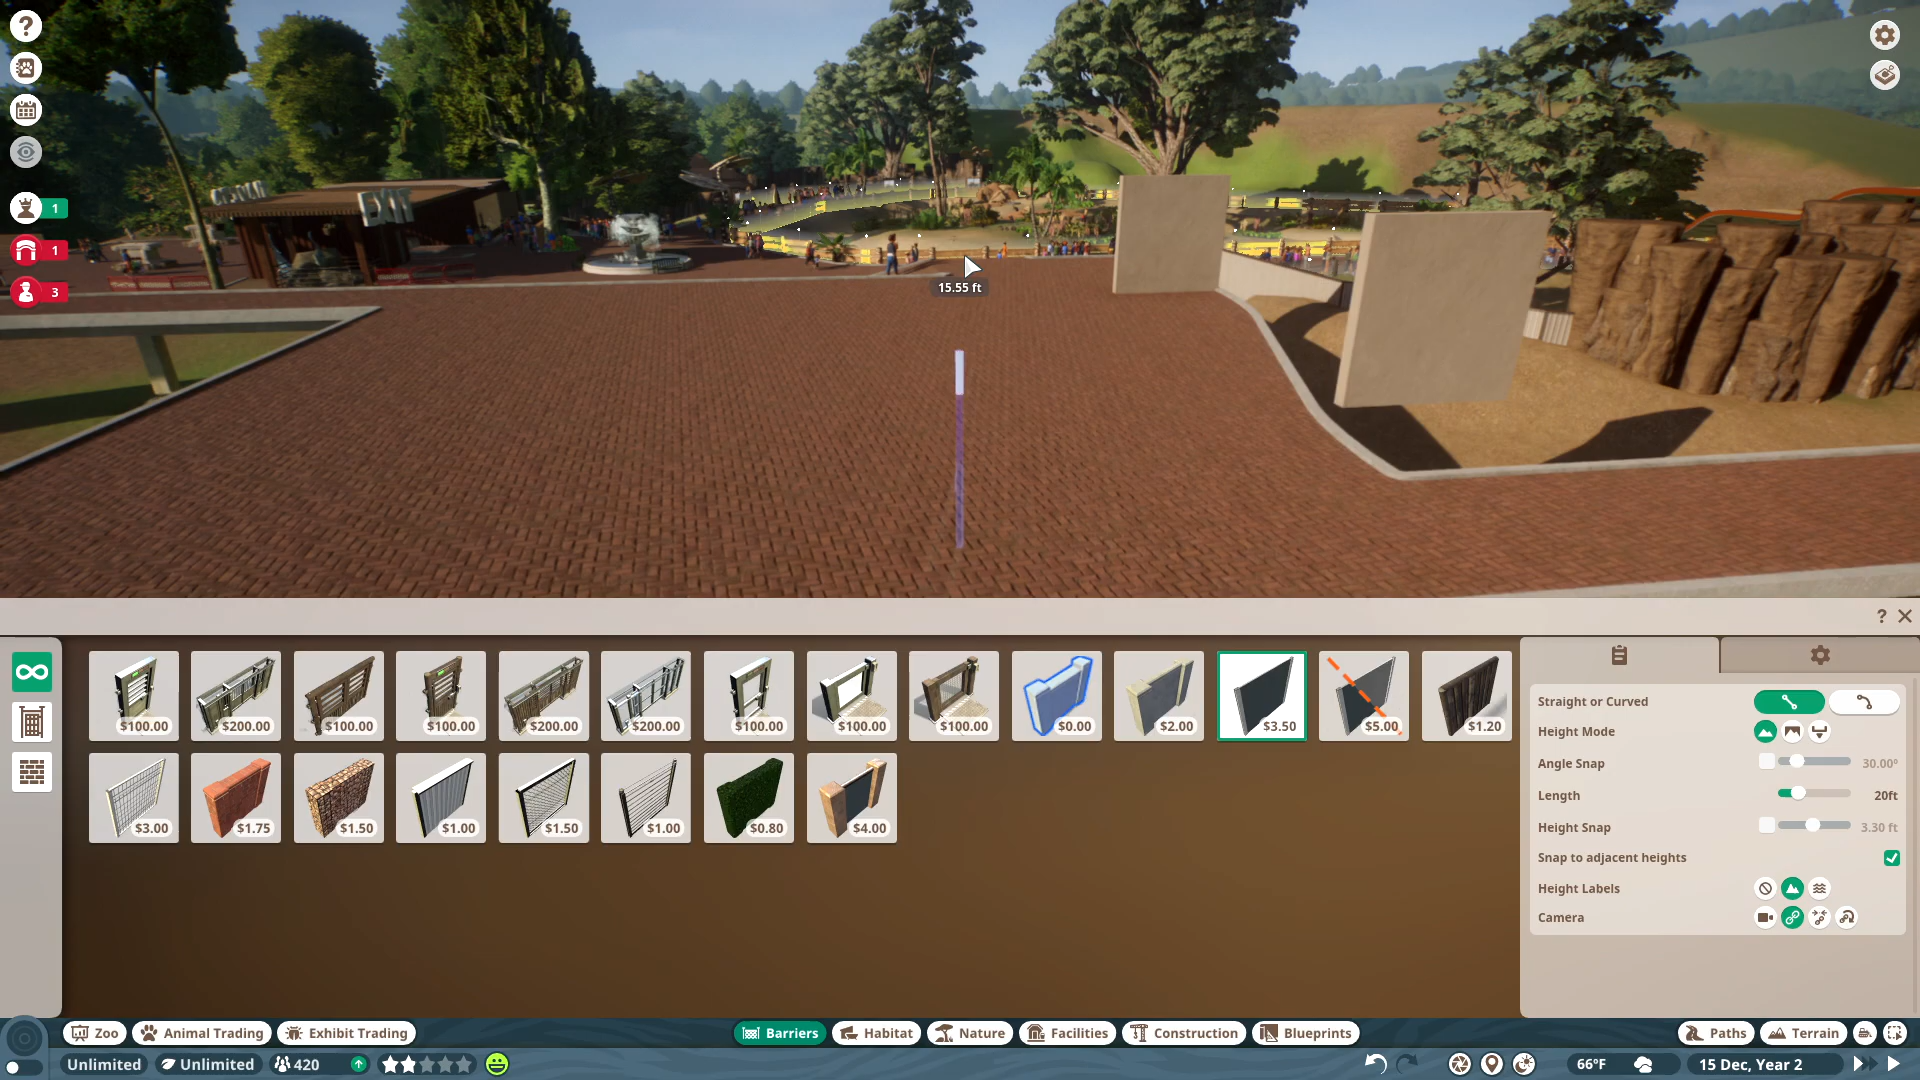 ?
1
1
3
EXIT
15.55 ft
?
$100.00
$200.00
$100.00
$100.00
$200.00
$200.00
$100.00
$100.00
$100.00
$0.00
$2.00
$3.50
$5.00
$1.20
$3.00
$1.75
$1.50
$1.00
$1.50
$1.00
$0.80
$4.00
Straight or Curved
Height Mode
Angle Snap 30.00°
Length 20ft
Height Snap 3.30 ft
Snap to adjacent heights
Height Labels
Camera
Zoo Animal Trading Exhibit Trading Barriers Habitat Nature Facilities Construction Blueprints Paths Terrain
Unlimited Unlimited 420 66°F 15 Dec, Year 2